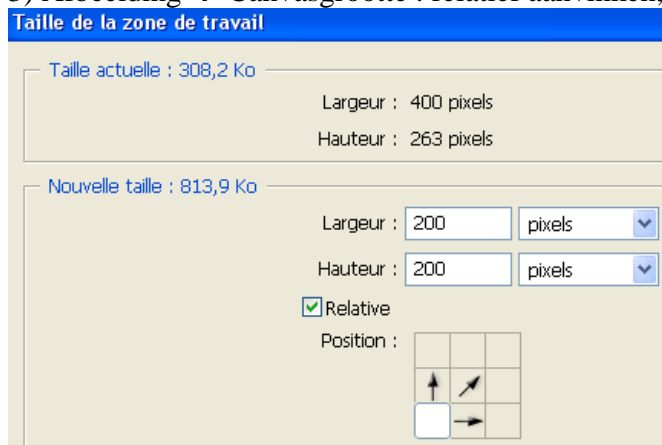 Taille de la zone de travail
Taille actuelle : 308,2 Ko
Largeur : 400 pixels
Hauteur : 263 pixels
Nouvelle taille : 813,9 Ko
Largeur : 200 pixels
Hauteur : 200 pixels
Relative
Position :